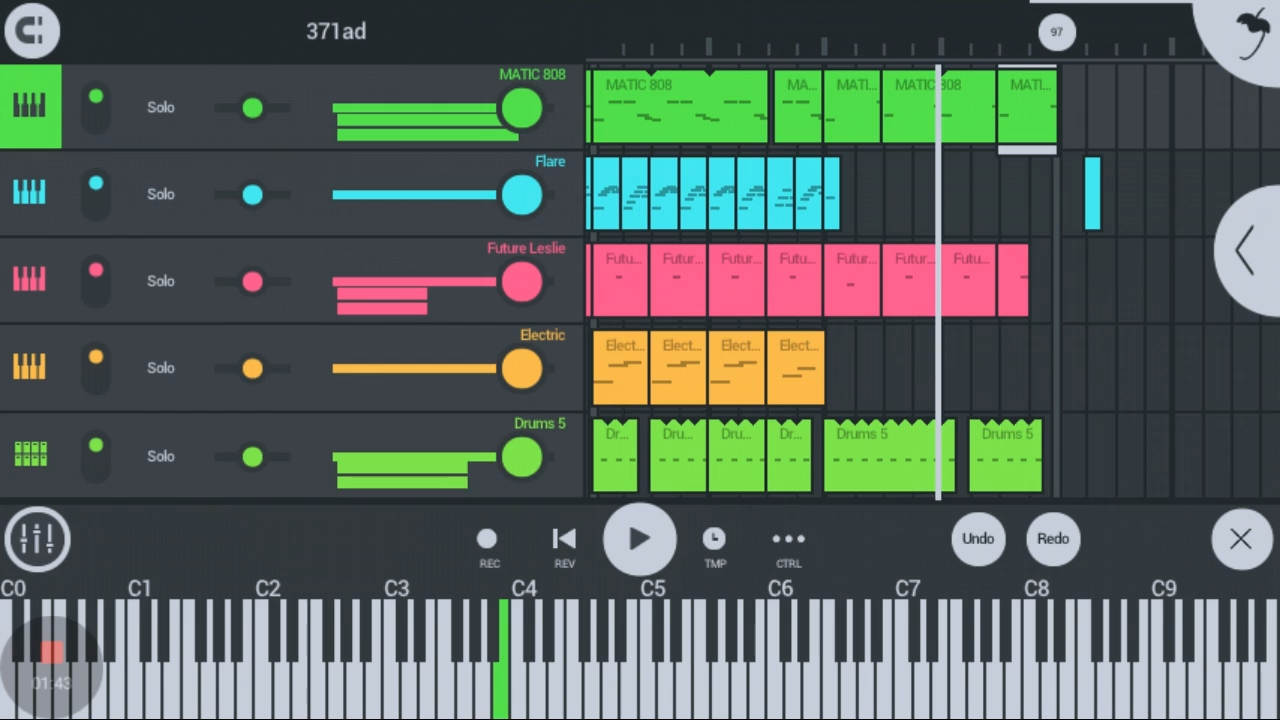 371ad
97
MATIC 808
Solo
MATIC 808
MA...
MATI...
MATIC 808
MATI...
Flare
Solo
Future Leslie
Solo
Futu...
Futur...
Futur...
Futu...
Futur...
Futur...
Futu...
Electric
Solo
Elect...
Elect...
Elect...
Elect...
Drums 5
Solo
Dr...
Dru...
Dru...
Dr...
Drums 5
Drums 5
REC
REV
TMP
CTRL
Undo
Redo
C0 C1 C2 C3 C4 C5 C6 C7 C8 C9
01:43